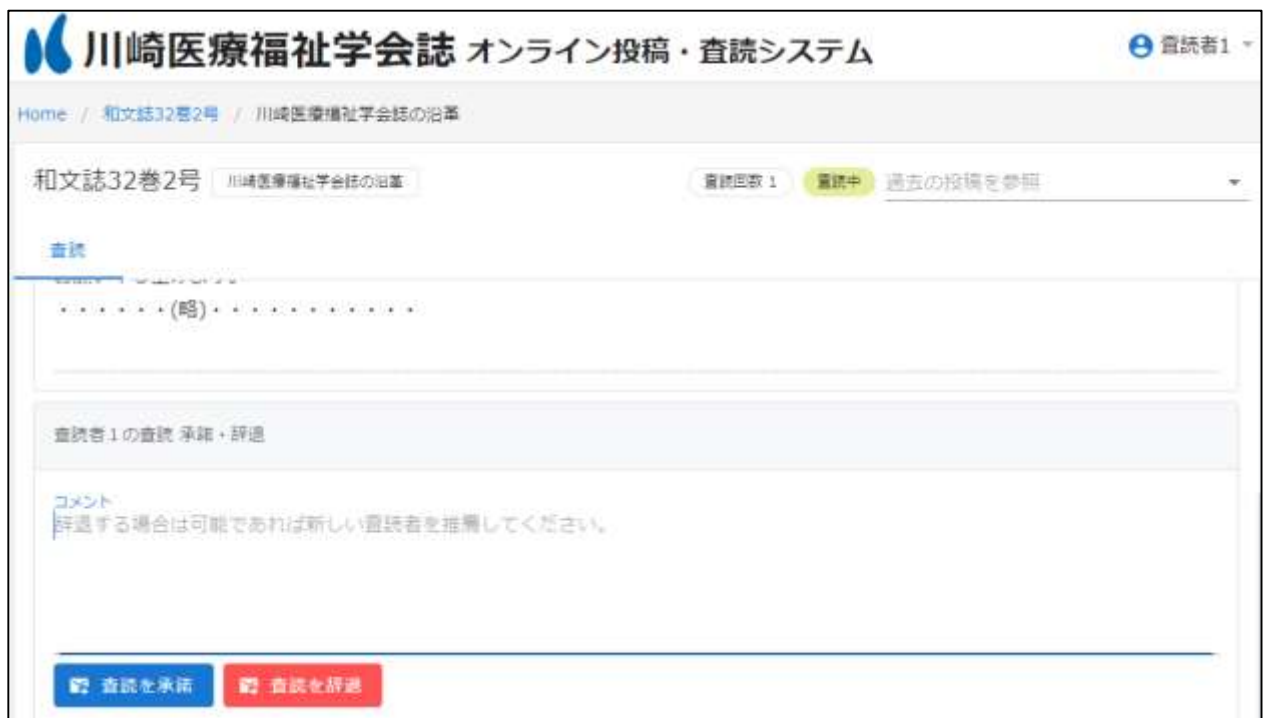 川崎医療福祉学会誌 オンライン投稿・査読システム
査読者1
Home / 和文誌32巻2号 / 川崎医療福祉学会誌の沿革
和文誌32巻2号 川崎医療福祉学会誌の沿革 査読回数 1 査読中 過去の投稿を参照
査読
・・・・・・(略)・・・・・・・・・・・
査読者1の査読 承諾・辞退
コメント
辞退する場合は可能であれば新しい査読者を推薦してください。
査読を承諾 査読を辞退